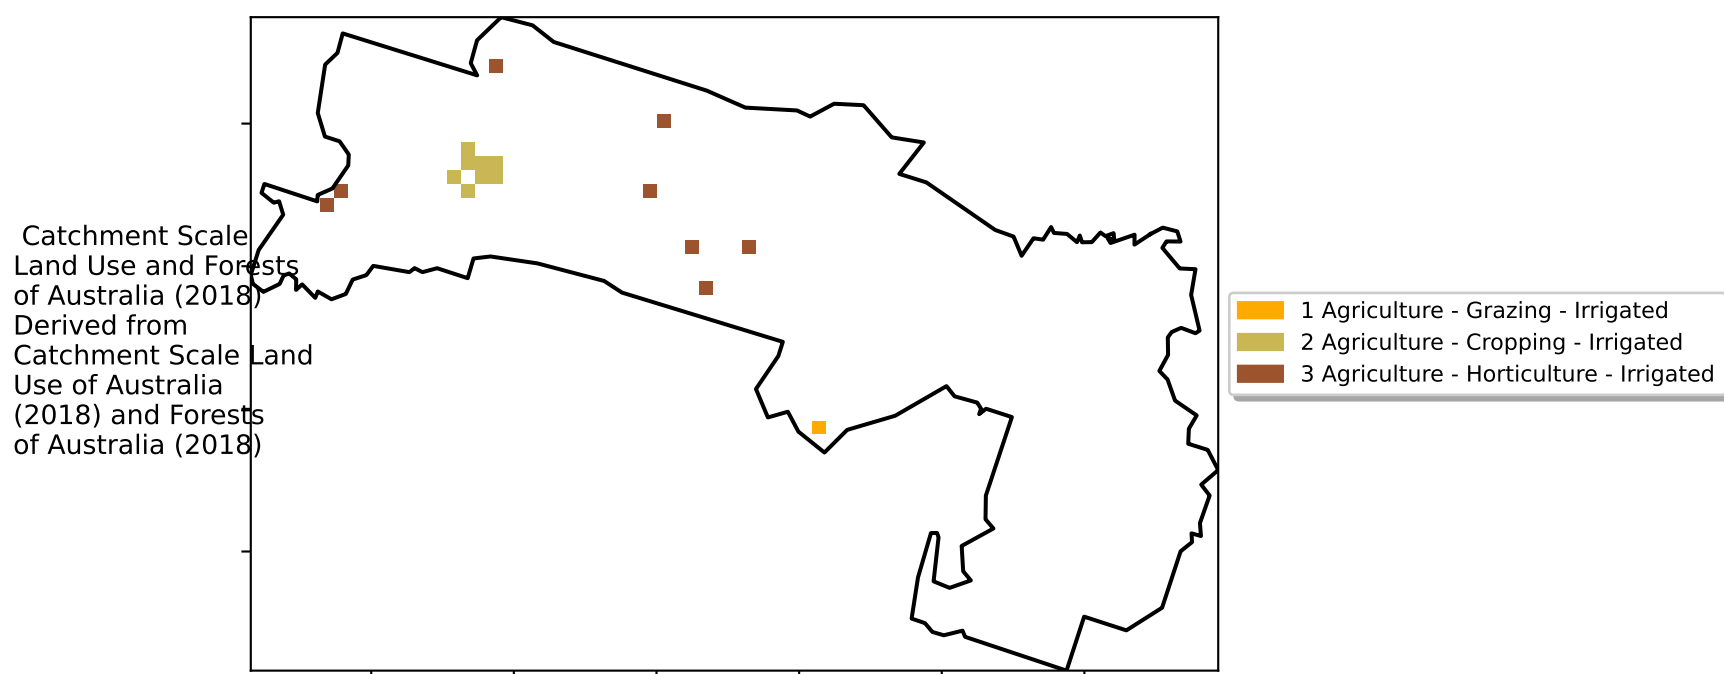 Catchment Scale
Land Use and Forests
of Australia (2018)
Derived from
Catchment Scale Land
Use of Australia
(2018) and Forests
of Australia (2018)
1 Agriculture - Grazing - Irrigated
2 Agriculture - Cropping - Irrigated
3 Agriculture - Horticulture - Irrigated